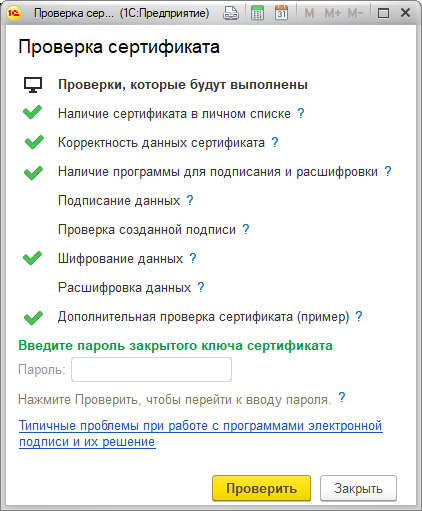 1С Проверка сер... (1С:Предприятие) 31 M M+ M-
Проверка сертификата
Проверки, которые будут выполнены
Наличие сертификата в личном списке ?
Корректность данных сертификата ?
Наличие программы для подписания и расшифровки ?
Подписание данных ?
Проверка созданной подписи ?
Шифрование данных ?
Расшифровка данных ?
Дополнительная проверка сертификата (пример) ?
Введите пароль закрытого ключа сертификата
Пароль:
Нажмите Проверить, чтобы перейти к вводу пароля. ?
Типичные проблемы при работе с программами электронной
подписи и их решение
Проверить Закрыть